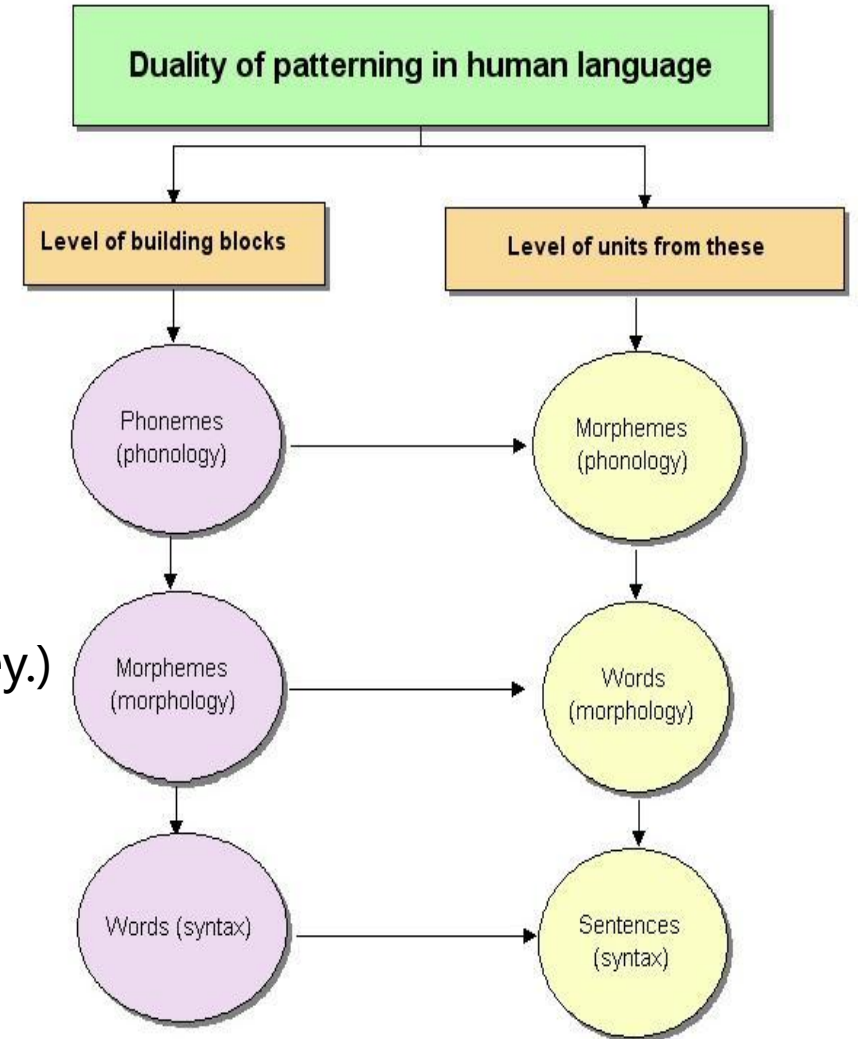 Duality of patterning in human language
Level of building blocks
Level of units from these
Phonemes
(phonology)
Morphemes
(phonology)
Morphemes
(morphology)
Words
(morphology)
Words (syntax)
Sentences
(syntax)